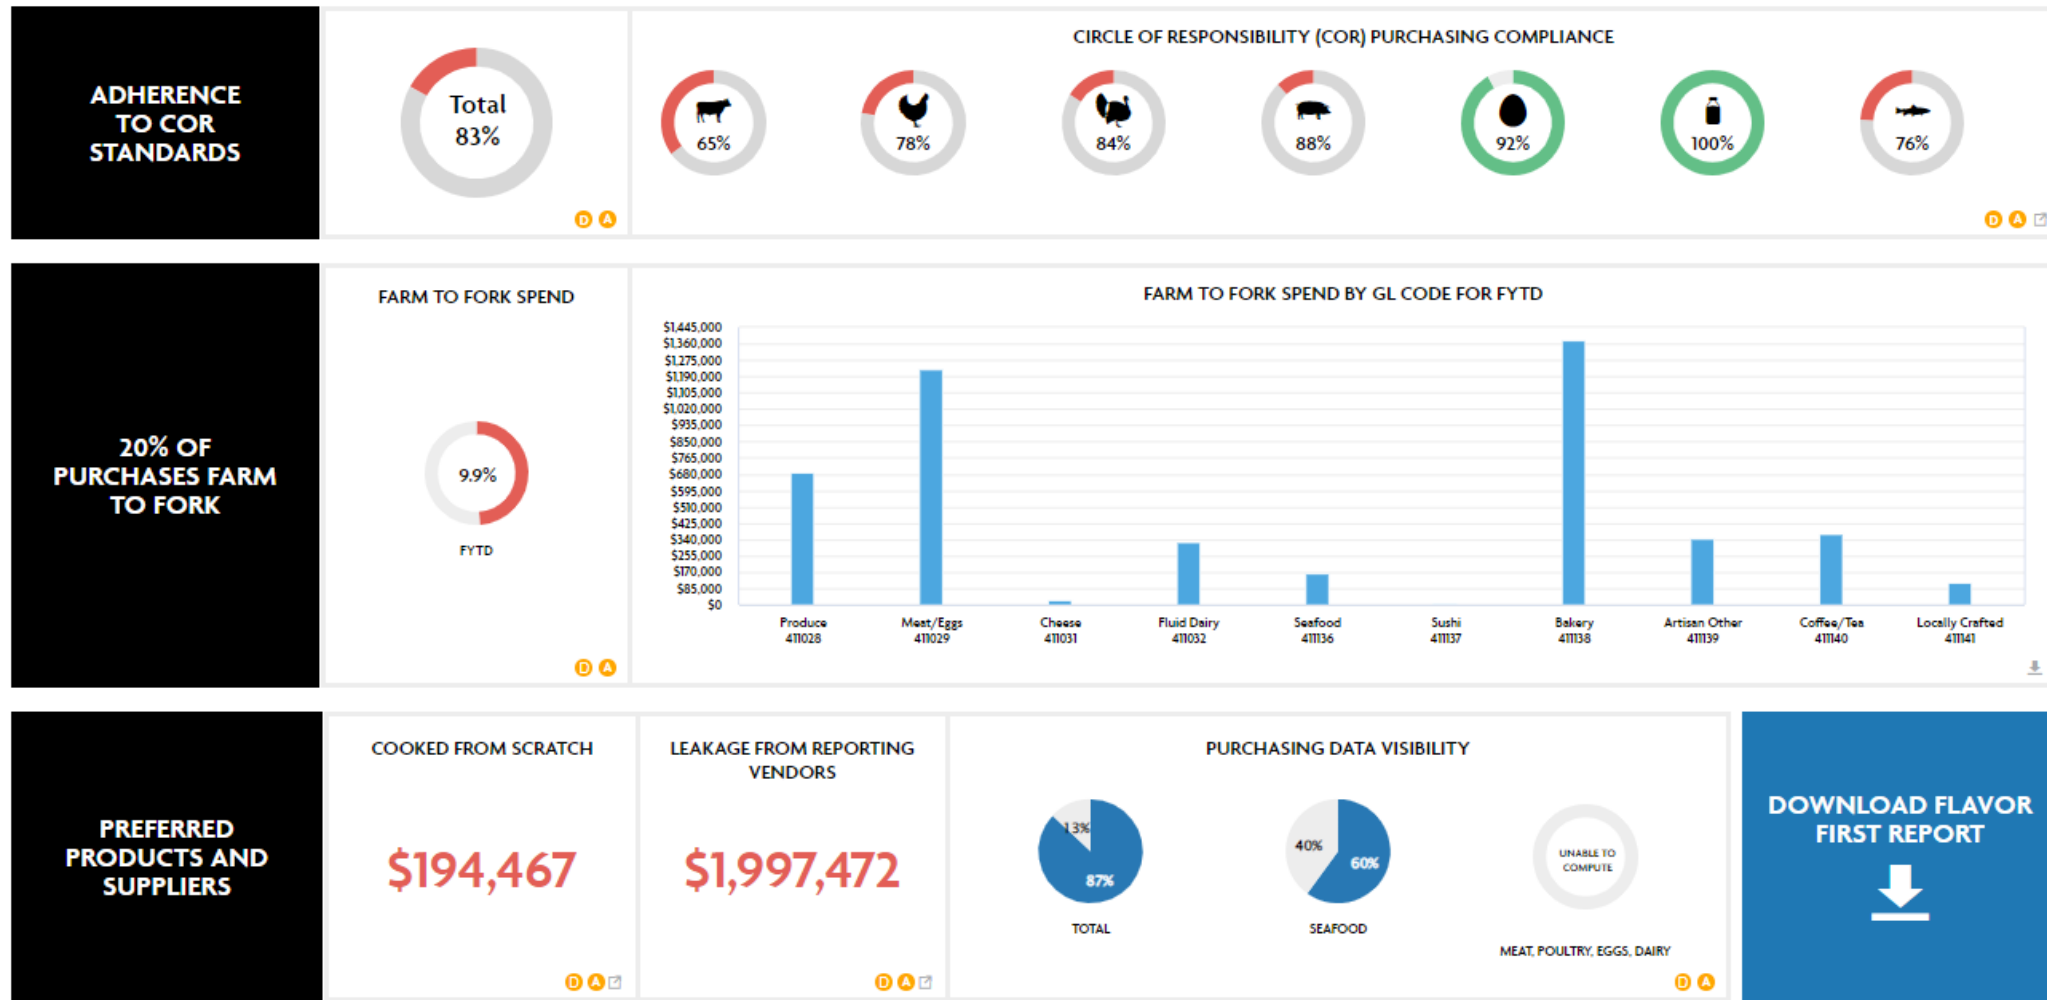 ADHERENCE
TO COR
STANDARDS
Total
83%
D A
CIRCLE OF RESPONSIBILITY (COR) PURCHASING COMPLIANCE
65%
78%
84%
88%
92%
100%
76%
D A
20% OF
PURCHASES FARM
TO FORK
FARM TO FORK SPEND
9.9%
FYTD
D A
FARM TO FORK SPEND BY GL CODE FOR FYTD
$1,445,000
$1,360,000
$1,275,000
$1,190,000
$1,105,000
$1,020,000
$935,000
$850,000
$765,000
$680,000
$595,000
$510,000
$425,000
$340,000
$255,000
$170,000
$85,000
$0
Produce
411028
Meat/Eggs
411029
Cheese
411031
Fluid Dairy
411032
Seafood
411136
Sushi
411137
Bakery
411138
Artisan Other
411139
Coffee/Tea
411140
Locally Crafted
411141
PREFERRED
PRODUCTS AND
SUPPLIERS
COOKED FROM SCRATCH
$194,467
D A
LEAKAGE FROM REPORTING
VENDORS
$1,997,472
D A
PURCHASING DATA VISIBILITY
13%
87%
TOTAL
40%
60%
SEAFOOD
UNABLE TO
COMPUTE
MEAT, POULTRY, EGGS, DAIRY
D A
DOWNLOAD FLAVOR
FIRST REPORT